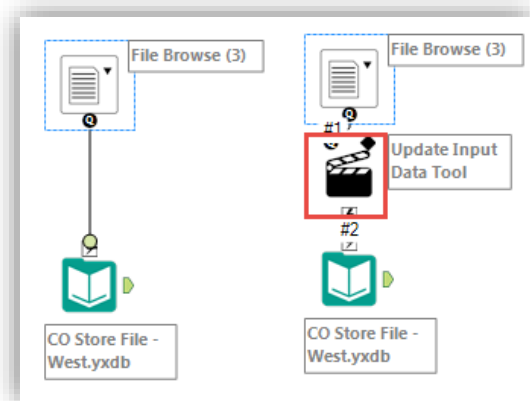 File Browse (3)
Q
CO Store File -
West.yxdb
File Browse (3)
Q
#1
Q
Update Input
Data Tool
#2
CO Store File -
West.yxdb